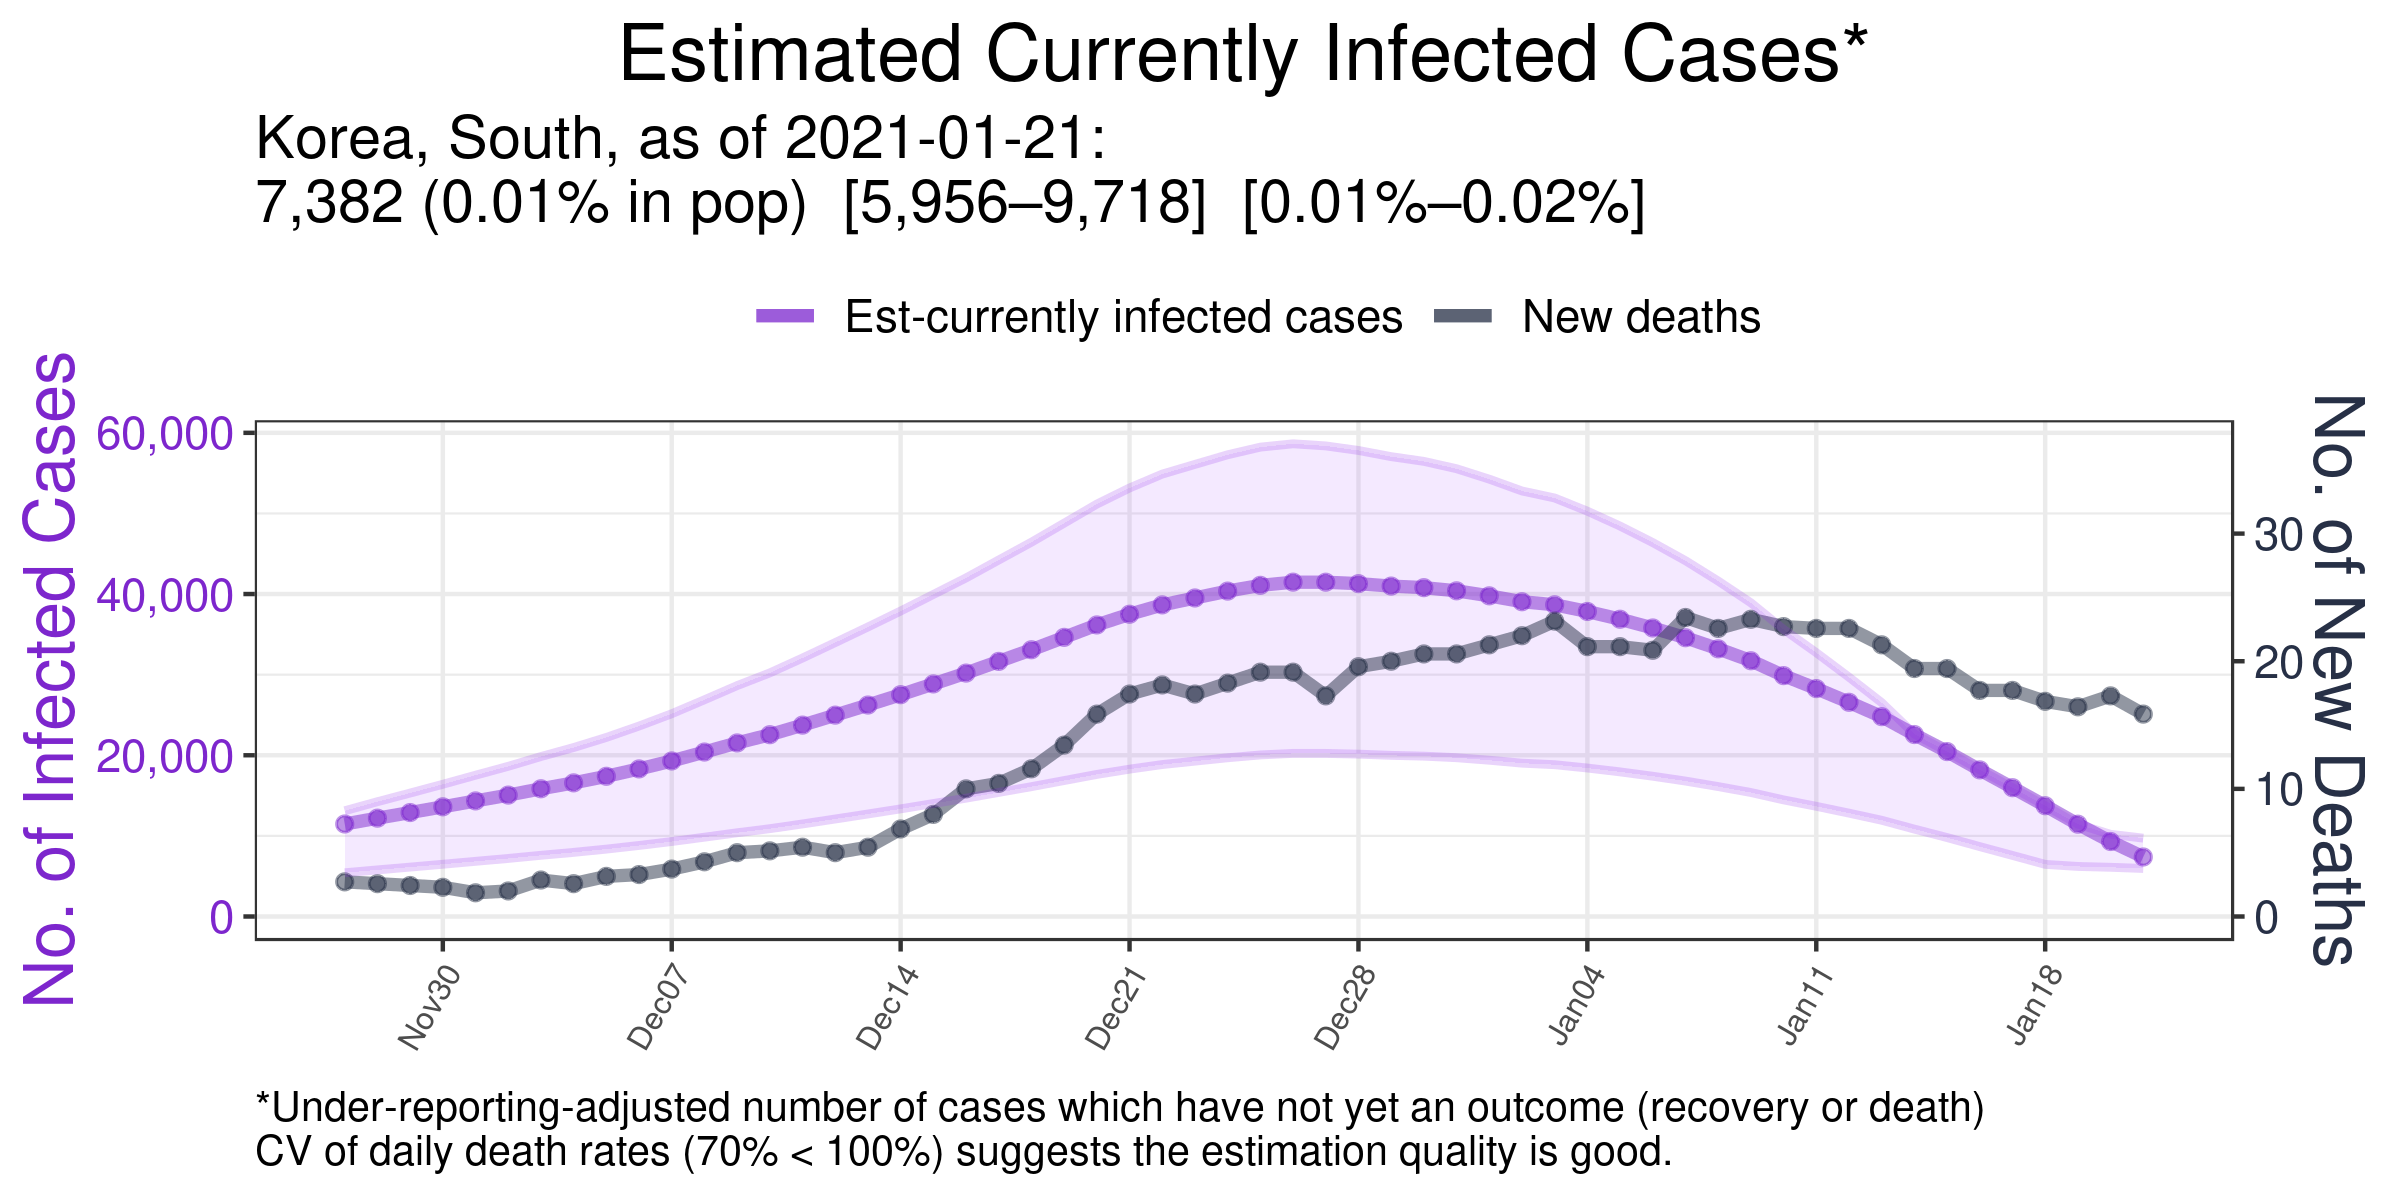 Estimated Currently Infected Cases*
Korea, South, as of 2021-01-21:
7,382 (0.01% in pop)  [5,956–9,718]  [0.01%–0.02%]
Est-currently infected cases
New deaths
No. of Infected Cases
60,000
40,000
20,000
0
No. of New Deaths
30
20
10
0
Nov30
Dec07
Dec14
Dec21
Dec28
Jan04
Jan11
Jan18
*Under-reporting-adjusted number of cases which have not yet an outcome (recovery or death)
CV of daily death rates (70% < 100%) suggests the estimation quality is good.